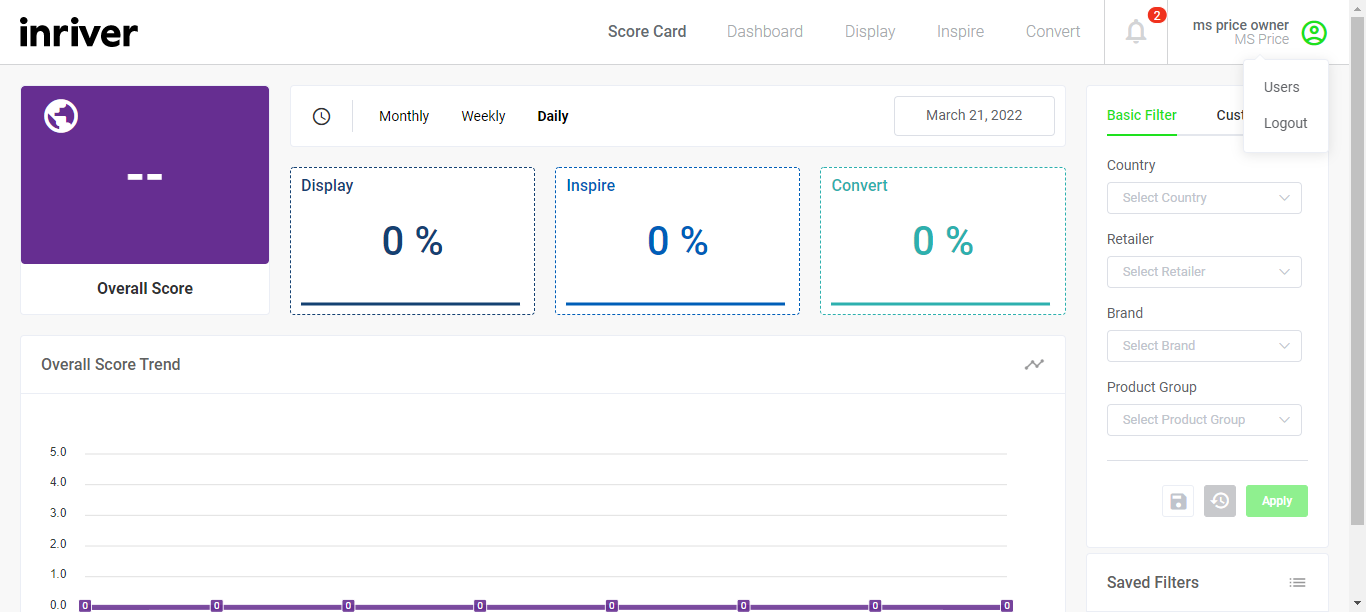 inriver
Score Card
Dashboard
Display
Inspire
Convert
2
ms price owner
MS Price
Users
Logout
--
Overall Score
Monthly
Weekly
Daily
March 21, 2022
Display
0 %
Inspire
0 %
Convert
0 %
Basic Filter
Cust
Country
Select Country
Retailer
Select Retailer
Brand
Select Brand
Product Group
Select Product Group
Apply
Saved Filters
Overall Score Trend
5.0
4.0
3.0
2.0
1.0
0.0
0 0 0 0 0 0 0 0